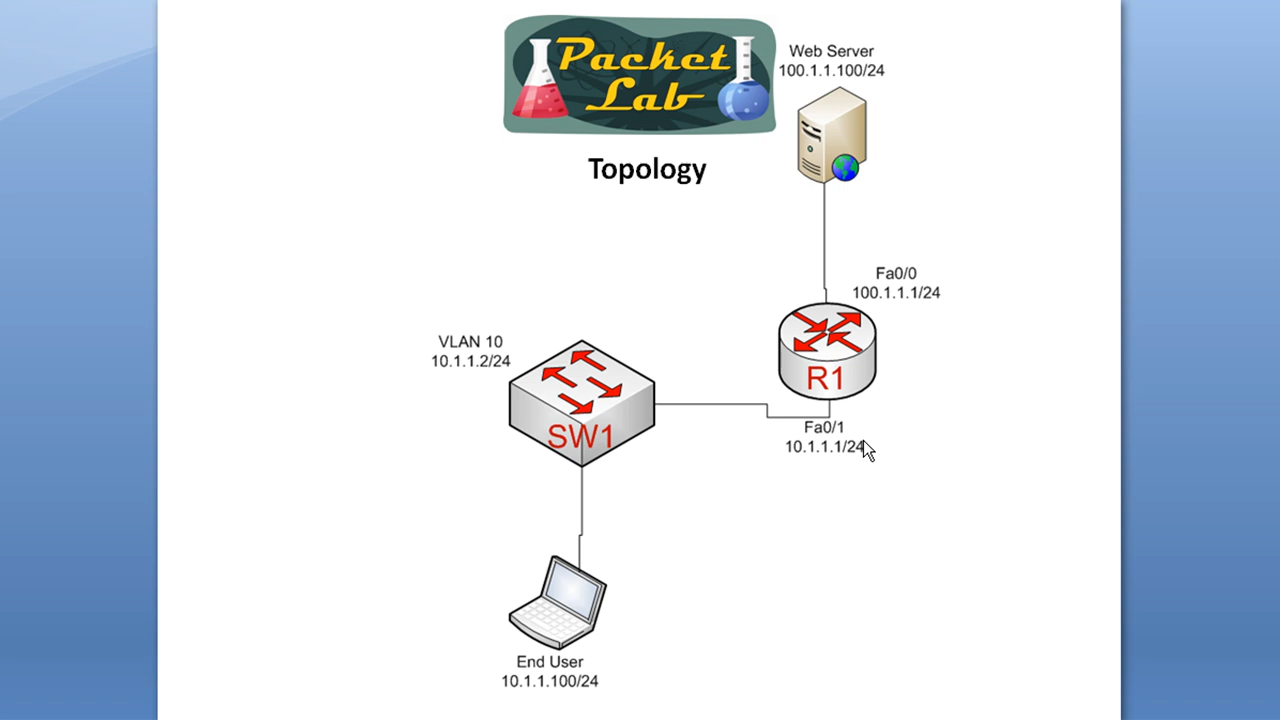 Packet
Lab
Topology
Web Server
100.1.1.100/24
Fa0/0
100.1.1.1/24
R1
Fa0/1
10.1.1.1/24
VLAN 10
10.1.1.2/24
SW1
End User
10.1.1.100/24